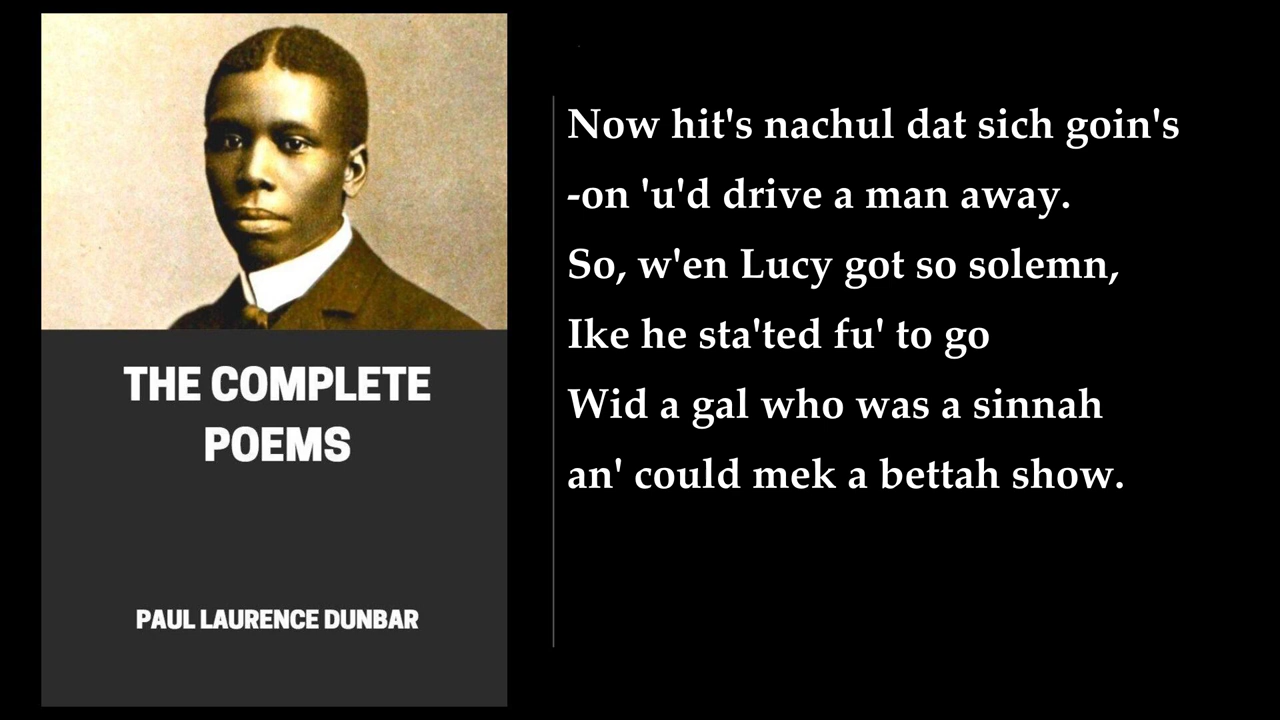 THE COMPLETE
POEMS
PAUL LAURENCE DUNBAR
Now hit's nachul dat sich goin's
-on 'u'd drive a man away.
So, w'en Lucy got so solemn,
Ike he sta'ted fu' to go
Wid a gal who was a sinnah
an' could mek a bettah show.